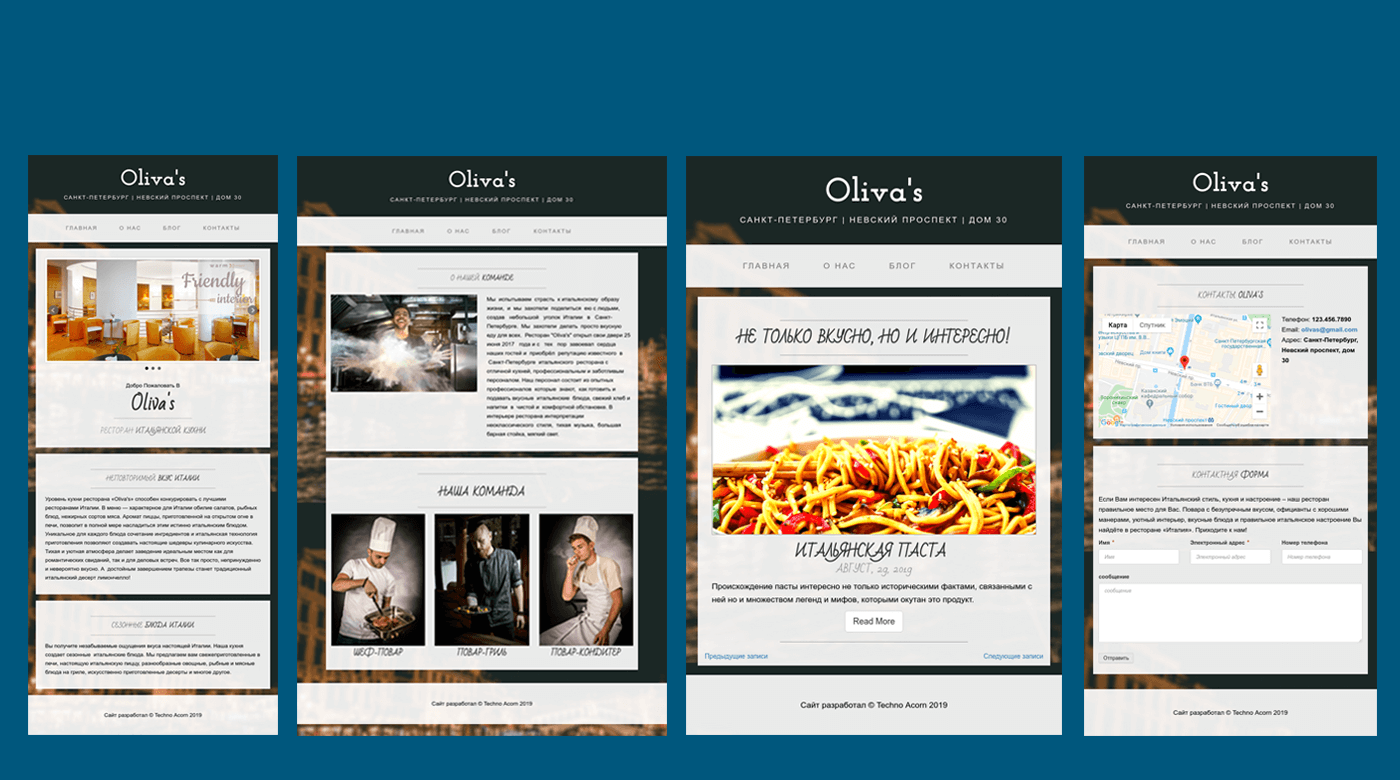 Oliva's
САНКТ-ПЕТЕРБУРГ | НЕВСКИЙ ПРОСПЕКТ | ДОМ 30
ГЛАВНАЯ О НАС БЛОГ КОНТАКТЫ
WARM
Friendly
interior
Добро Пожаловать В
Oliva's
РЕСТОРАН ИТАЛЬЯНСКОЙ КУХНИ
НЕПОВТОРИМЫЙ ВКУС ИТАЛИИ
Уровень кухни ресторана «Oliva's» способен конкурировать с лучшими
ресторанами Италии. В меню — характерное для Италии обилие салатов, рыбных
блюд, нежирных сортов мяса. Аромат пиццы, приготовленной на открытом огне в
печи, позволит в полной мере насладиться этим истинно итальянским блюдом.
Уникальное для каждого блюда сочетание ингредиентов и итальянская технология
приготовления позволяют создавать настоящие шедевры кулинарного искусства.
Тихая и уютная атмосфера делает заведение идеальным местом как для
романтических свиданий, так и для деловых встреч. Все так просто, непринужденно
и невероятно вкусно. А достойным завершением трапезы станет традиционный
итальянский десерт лимончелло!
СЕЗОННЫЕ БЛЮДА ИТАЛИИ
Вы получите незабываемые ощущения вкуса настоящей Италии. Наша кухня
создает сезонные итальянские блюда. Мы предлагаем вам свежеприготовленные в
печи, настоящую итальянскую пиццу, разнообразные овощные, рыбные и мясные
блюда на гриле, искусственно приготовленные десерты и многое другое.
Сайт разработал © Techno Acorn 2019
Oliva's
САНКТ-ПЕТЕРБУРГ | НЕВСКИЙ ПРОСПЕКТ | ДОМ 30
ГЛАВНАЯ О НАС БЛОГ КОНТАКТЫ
О НАШЕЙ КОМАНДЕ
Мы испытываем страсть к итальянскому образу
жизни, и мы захотели поделиться ею с людьми,
создав небольшой уголок Италии в Санкт-
Петербурге. Мы захотели делать просто вкусную
еду для всех. Ресторан "Oliva's" открыл свои двери 25
июня 2017 года и с тех пор завоевал сердца
наших гостей и приобрёл репутацию известного в
Санкт-Петербурге итальянского ресторана с
отличной кухней, профессиональным и заботливым
персоналом. Наш персонал состоит из опытных
профессионалов которые знают, как готовить и
подавать вкусные итальянские блюда, свежий хлеб и
напитки в чистой и комфортной обстановке. В
интерьере ресторана интерпретации
неоклассического стиля, тихая музыка, большая
барная стойка, мягкий свет.
НАША КОМАНДА
ШЕФ-ПОВАР ПОВАР-ГРИЛЬ ПОВАР-КОНДИТЕР
Сайт разработал © Techno Acorn 2019
Oliva's
САНКТ-ПЕТЕРБУРГ | НЕВСКИЙ ПРОСПЕКТ | ДОМ 30
ГЛАВНАЯ О НАС БЛОГ КОНТАКТЫ
НЕ ТОЛЬКО ВКУСНО, НО И ИНТЕРЕСНО!
ИТАЛЬЯНСКАЯ ПАСТА
АВГУСТ, 29, 2019
Происхождение пасты интересно не только историческими фактами, связанными с
ней но и множеством легенд и мифов, которыми окутан это продукт.
Read More
Предыдущие записи Следующие записи
Сайт разработал © Techno Acorn 2019
Oliva's
САНКТ-ПЕТЕРБУРГ | НЕВСКИЙ ПРОСПЕКТ | ДОМ 30
ГЛАВНАЯ О НАС БЛОГ КОНТАКТЫ
КОНТАКТЫ OLIVA'S
Карта Спутник
Дом книги
Казанский
кафедральный собор
Банк ВТБ
Гостиный двор
Google
Телефон: 123.456.7890
Email: olivas@gmail.com
Адрес: Санкт-Петербург,
Невский проспект, дом
30
КОНТАКТНАЯ ФОРМА
Если Вам интересен Итальянский стиль, кухня и настроение – наш ресторан
правильное место для Вас. Повара с безупречным вкусом, официанты с хорошими
манерами, уютный интерьер, вкусные блюда и правильное итальянское настроение Вы
найдёте в ресторане «Италия». Приходите к нам!
Имя * Электронный адрес * Номер телефона
Имя Электронный адрес Номер телефона
сообщение
сообщение
Отправить
Сайт разработал © Techno Acorn 2019